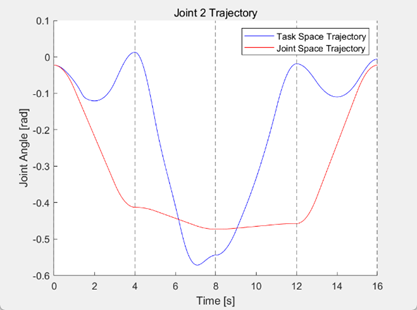 Joint 2 Trajectory
Task Space Trajectory
Joint Space Trajectory
Joint Angle [rad]
0.1
0
-0.1
-0.2
-0.3
-0.4
-0.5
-0.6
0 2 4 6 8 10 12 14 16
Time [s]